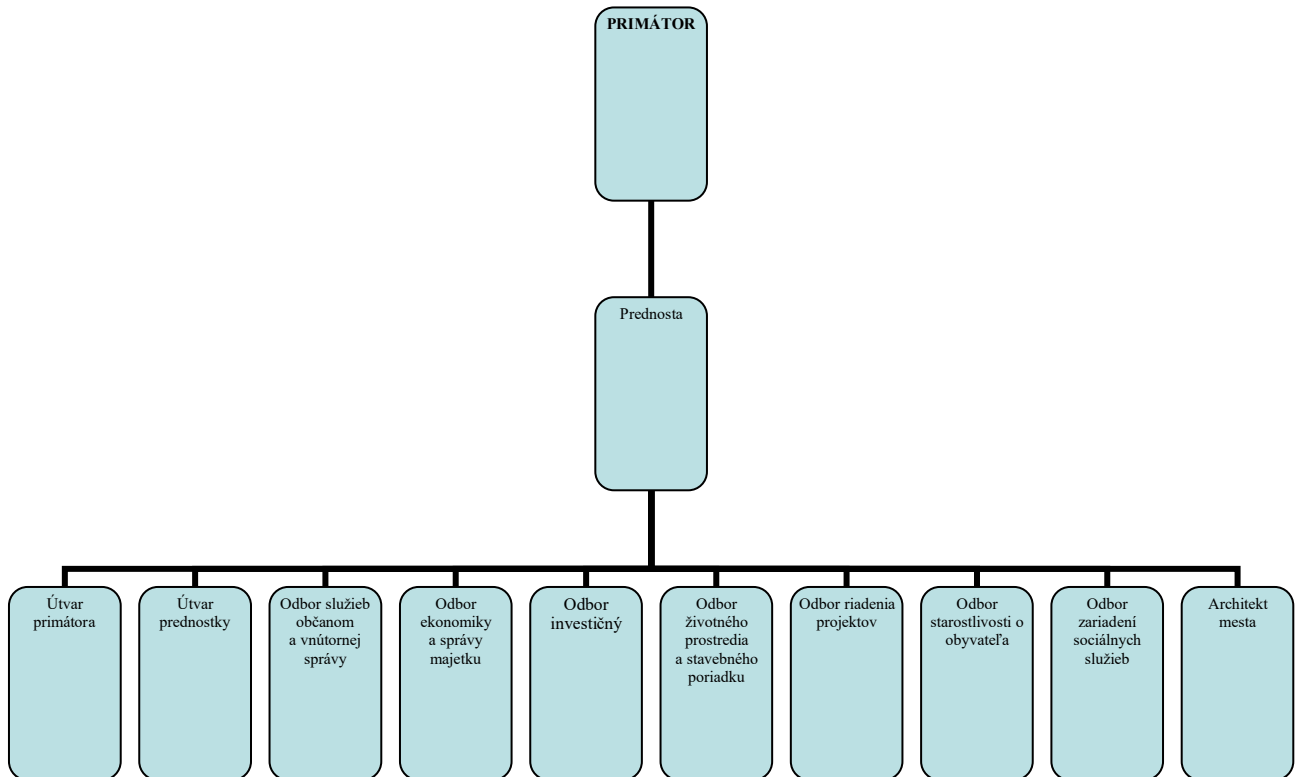 PRIMÁTOR
Prednosta
Útvar
primátora
Útvar
prednostky
Odbor služieb
občanom
a vnútornej
správy
Odbor
ekonomiky
a správy
majetku
Odbor
investičný
Odbor
životného
prostredia
a stavebného
poriadku
Odbor riadenia
projektov
Odbor
starostlivosti o
obyvateľa
Odbor
zariadení
sociálnych
služieb
Architekt
mesta